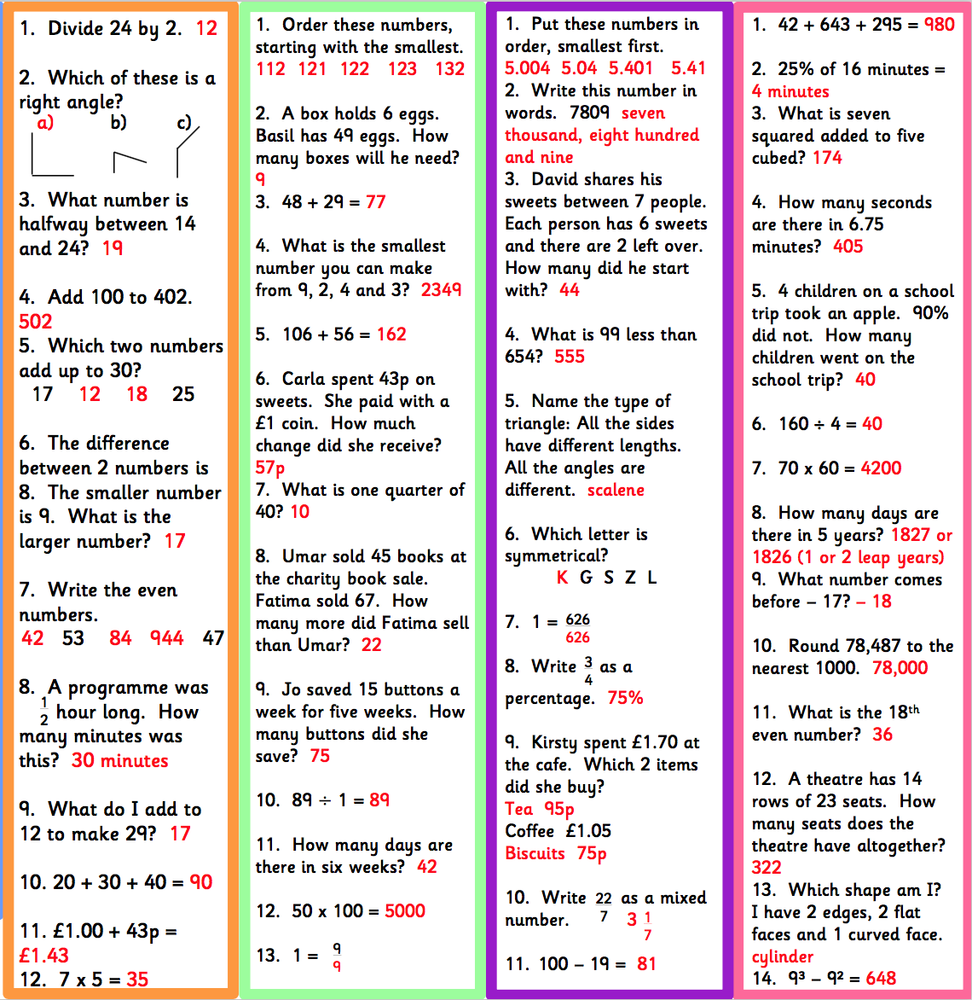 1. Divide 24 by 2. 12
2. Which of these is a
right angle?
a) b) c)
3. What number is
halfway between 14
and 24? 19
4. Add 100 to 402.
502
5. Which two numbers
add up to 30?
17 12 18 25
6. The difference
between 2 numbers is
8. The smaller number
is 9. What is the
larger number? 17
7. Write the even
numbers.
42 53 84 944 47
8. A programme was
1/2 hour long. How
many minutes was
this? 30 minutes
9. What do I add to
12 to make 29? 17
10. 20 + 30 + 40 = 90
11. £1.00 + 43p =
£1.43
12. 7 x 5 = 35
1. Order these numbers,
starting with the smallest.
112 121 122 123 132
2. A box holds 6 eggs.
Basil has 49 eggs. How
many boxes will he need?
9
3. 48 + 29 = 77
4. What is the smallest
number you can make
from 9, 2, 4 and 3? 2349
5. 106 + 56 = 162
6. Carla spent 43p on
sweets. She paid with a
£1 coin. How much
change did she receive?
57p
7. What is one quarter of
40? 10
8. Umar sold 45 books at
the charity book sale.
Fatima sold 67. How
many more did Fatima sell
than Umar? 22
9. Jo saved 15 buttons a
week for five weeks. How
many buttons did she
save? 75
10. 89 ÷ 1 = 89
11. How many days are
there in six weeks? 42
12. 50 x 100 = 5000
13. 1 = 9/9
1. Put these numbers in
order, smallest first.
5.004 5.04 5.401 5.41
2. Write this number in
words. 7809 seven
thousand, eight hundred
and nine
3. David shares his
sweets between 7 people.
Each person has 6 sweets
and there are 2 left over.
How many did he start
with? 44
4. What is 99 less than
654? 555
5. Name the type of
triangle: All the sides
have different lengths.
All the angles are
different. scalene
6. Which letter is
symmetrical?
K G S Z L
7. 1 = 626/626
8. Write 3/4 as a
percentage. 75%
9. Kirsty spent £1.70 at
the cafe. Which 2 items
did she buy?
Tea 95p
Coffee £1.05
Biscuits 75p
10. Write 22/7 as a mixed
number. 3 1/7
11. 100 – 19 = 81
1. 42 + 643 + 295 = 980
2. 25% of 16 minutes =
4 minutes
3. What is seven
squared added to five
cubed? 174
4. How many seconds
are there in 6.75
minutes? 405
5. 4 children on a school
trip took an apple. 90%
did not. How many
children went on the
school trip? 40
6. 160 ÷ 4 = 40
7. 70 x 60 = 4200
8. How many days are
there in 5 years? 1827 or
1826 (1 or 2 leap years)
9. What number comes
before – 17? – 18
10. Round 78,487 to the
nearest 1000. 78,000
11. What is the 18th
even number? 36
12. A theatre has 14
rows of 23 seats. How
many seats does the
theatre have altogether?
322
13. Which shape am I?
I have 2 edges, 2 flat
faces and 1 curved face.
cylinder
14. 9³ – 9² = 648